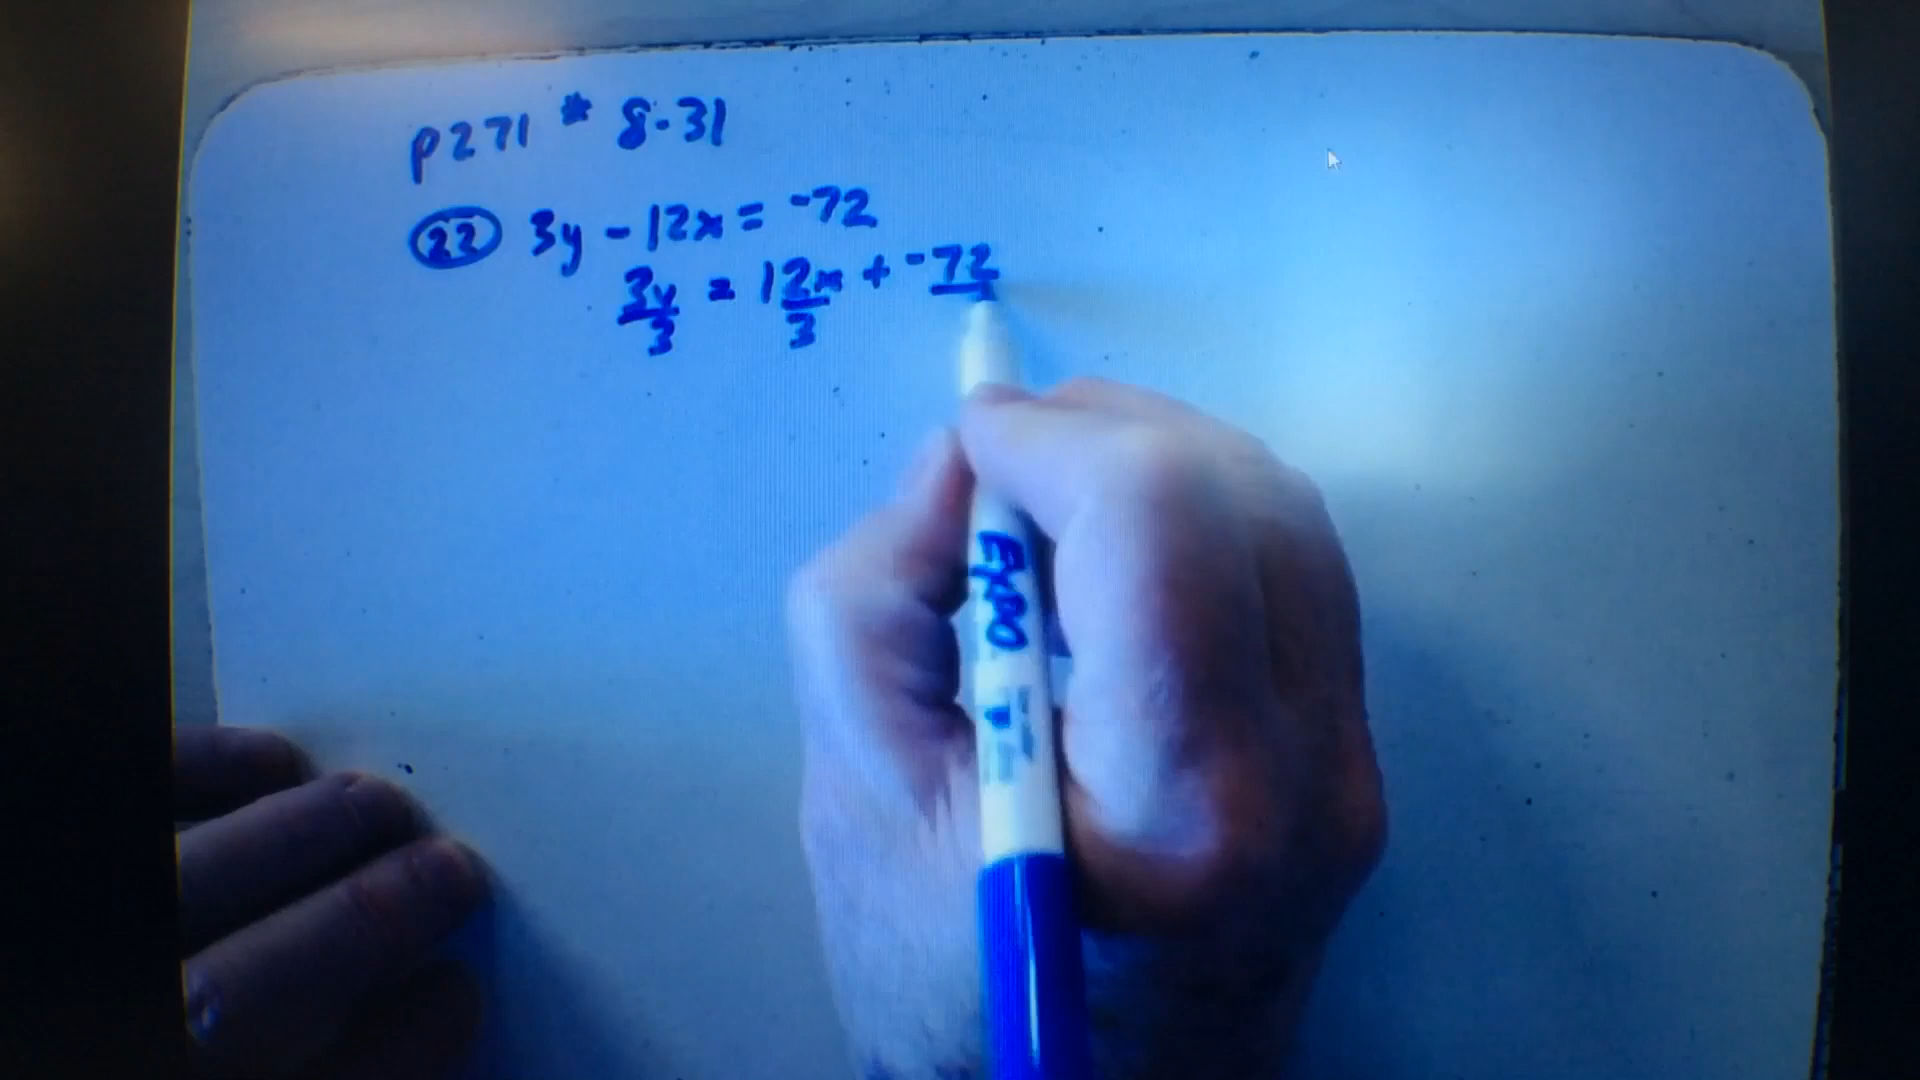 p271 # 8-31
22 3y - 12x = -72
3y/3 = 12x/3 + -72
EXPO